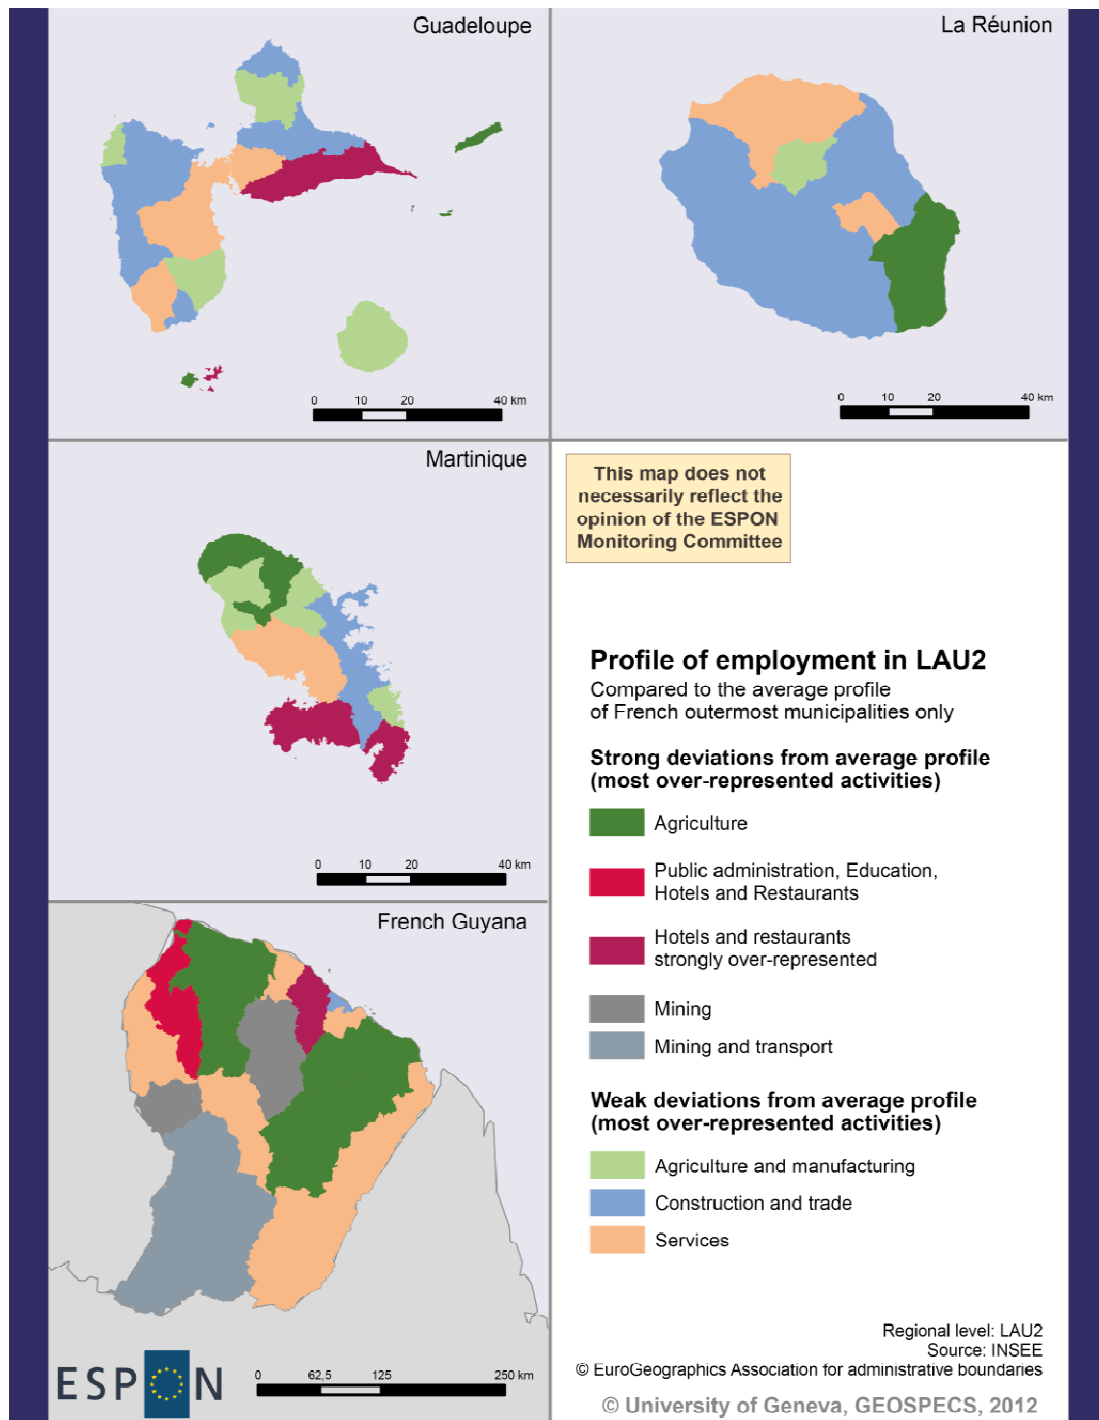 Guadeloupe
0 10 20 40 km
La Réunion
0 10 20 40 km
Martinique
0 10 20 40 km
This map does not
necessarily reflect the
opinion of the ESPON
Monitoring Committee
Profile of employment in LAU2
Compared to the average profile
of French outermost municipalities only
Strong deviations from average profile
(most over-represented activities)
Agriculture
Public administration, Education,
Hotels and Restaurants
Hotels and restaurants
strongly over-represented
Mining
Mining and transport
Weak deviations from average profile
(most over-represented activities)
Agriculture and manufacturing
Construction and trade
Services
French Guyana
0 62,5 125 250 km
ESPON
Regional level: LAU2
Source: INSEE
© EuroGeographics Association for administrative boundaries
© University of Geneva, GEOSPECS, 2012